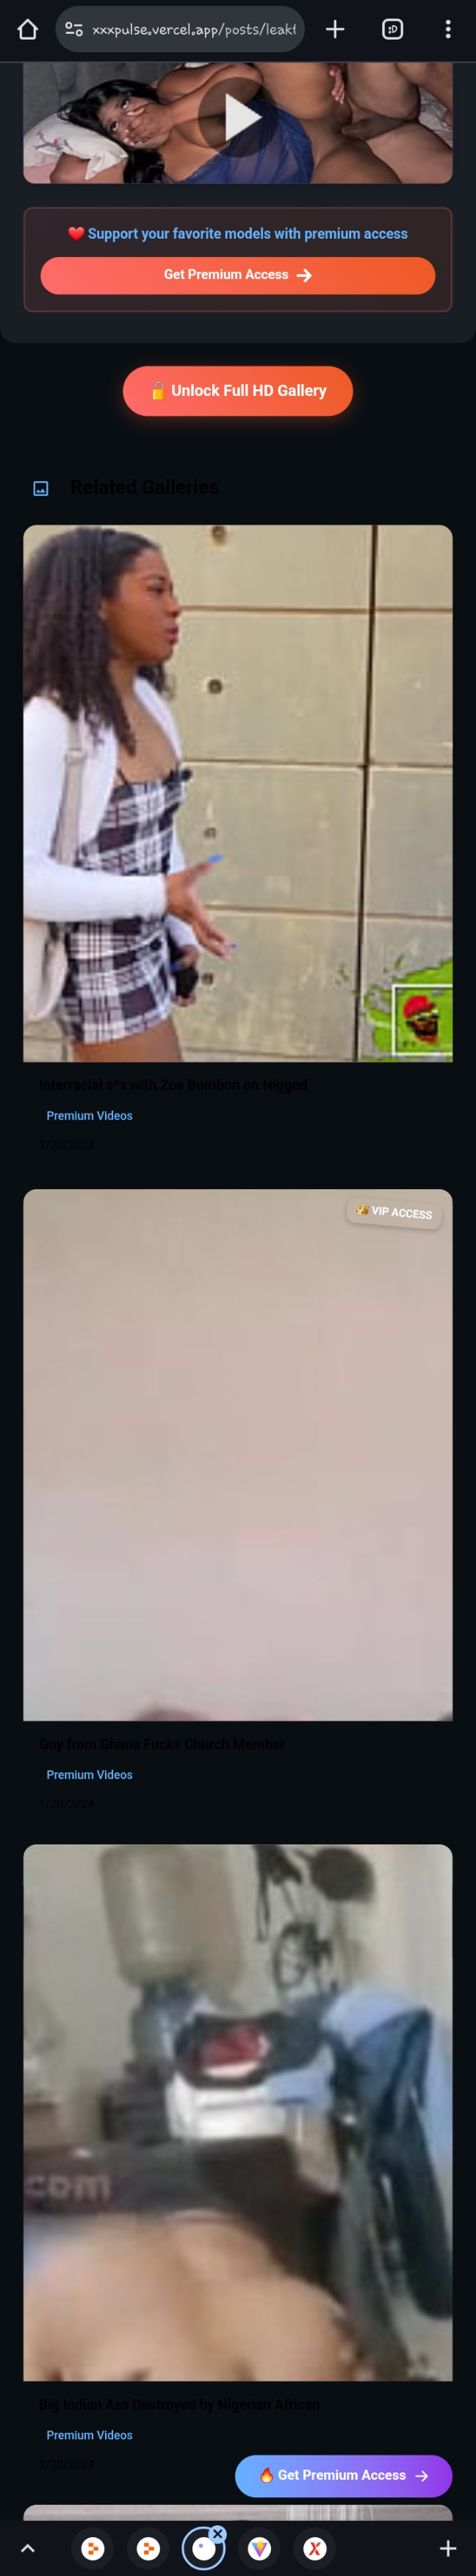 xxxpulse.vercel.app/posts/leak
:D
❤️ Support your favorite models with premium access
Get Premium Access →
🔒 Unlock Full HD Gallery
Related Galleries
Interracial s*x with Zoe Bombon on Nigged
Premium Videos
1/20/2024
👑 VIP ACCESS
Guy from Ghana Fucks Church Member
Premium Videos
1/20/2024
com
Big Indian Ass Destroyed by Nigerian African
Premium Videos
1/20/2024
🔥 Get Premium Access →